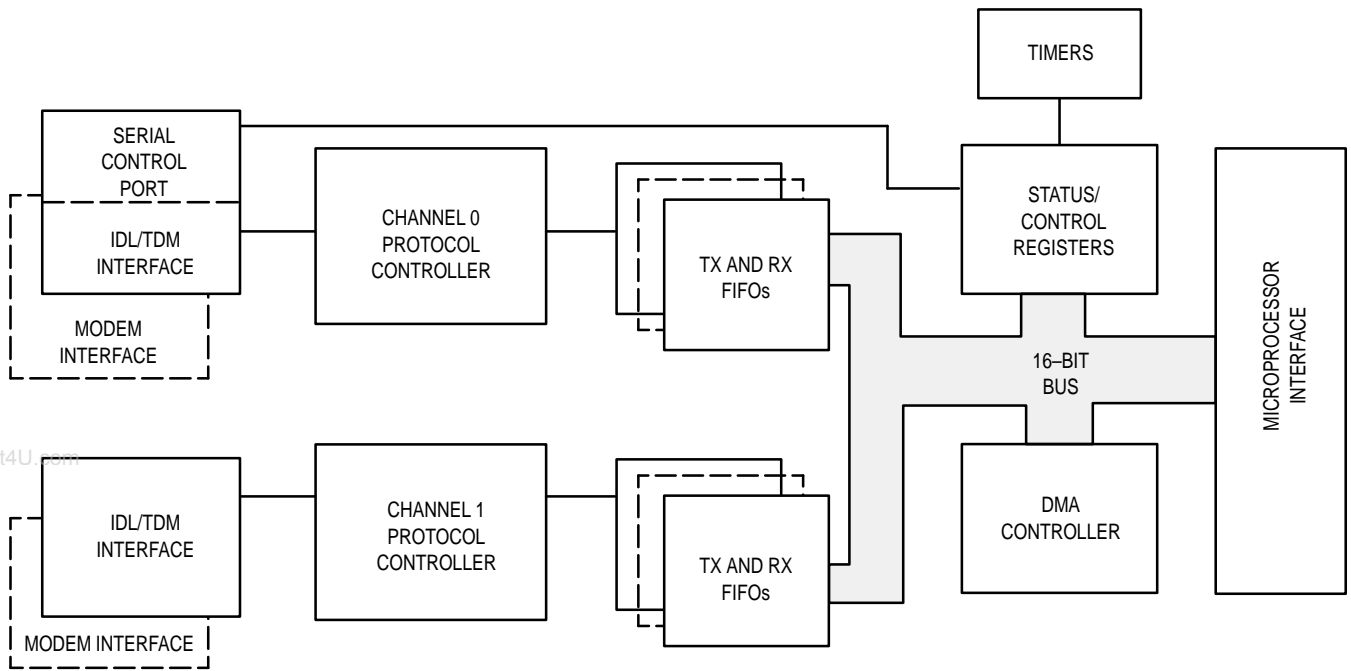 TIMERS
SERIAL
CONTROL
PORT
IDL/TDM
INTERFACE
MODEM
INTERFACE
CHANNEL 0
PROTOCOL
CONTROLLER
TX AND RX
FIFOs
STATUS/
CONTROL
REGISTERS
16–BIT
BUS
MICROPROCESSOR
INTERFACE
t4U.com
IDL/TDM
INTERFACE
MODEM INTERFACE
CHANNEL 1
PROTOCOL
CONTROLLER
TX AND RX
FIFOs
DMA
CONTROLLER